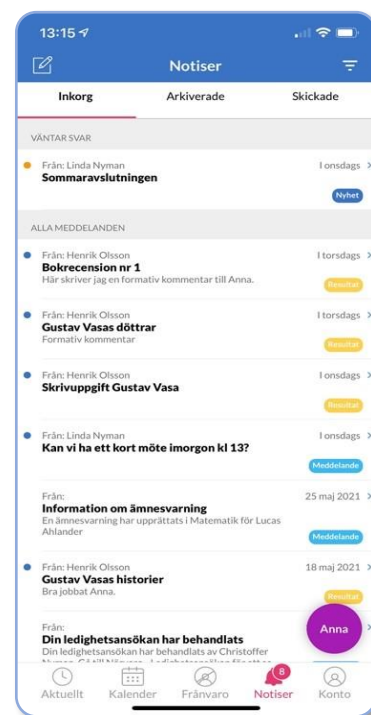 13:15
Notiser
Inkorg
Arkiverade
Skickade
VÄNTAR SVAR
Från: Linda Nyman
I onsdags
Sommaravslutningen
Nyhet
ALLA MEDDELANDEN
Från: Henrik Olsson
I torsdags
Bokrecension nr 1
Här skriver jag en formativ kommentar till Anna.
Resultat
Från: Henrik Olsson
I torsdags
Gustav Vasas döttrar
Formativ kommentar
Resultat
Från: Henrik Olsson
I onsdags
Skrivuppgift Gustav Vasa
Resultat
Från: Linda Nyman
I onsdags
Kan vi ha ett kort möte imorgon kl 13?
Meddelande
Från:
25 maj 2021
Information om ämnesvarning
En ämnesvarning har upprättats i Matematik för Lucas
Ahlander
Meddelande
Från: Henrik Olsson
18 maj 2021
Gustav Vasas historier
Bra jobbat Anna.
Resultat
Från:
Din ledighetsansökan har behandlats
Din ledighetsansökan har behandlats av Christoffer
Anna
8
Aktuellt
Kalender
Frånvaro
Notiser
Konto